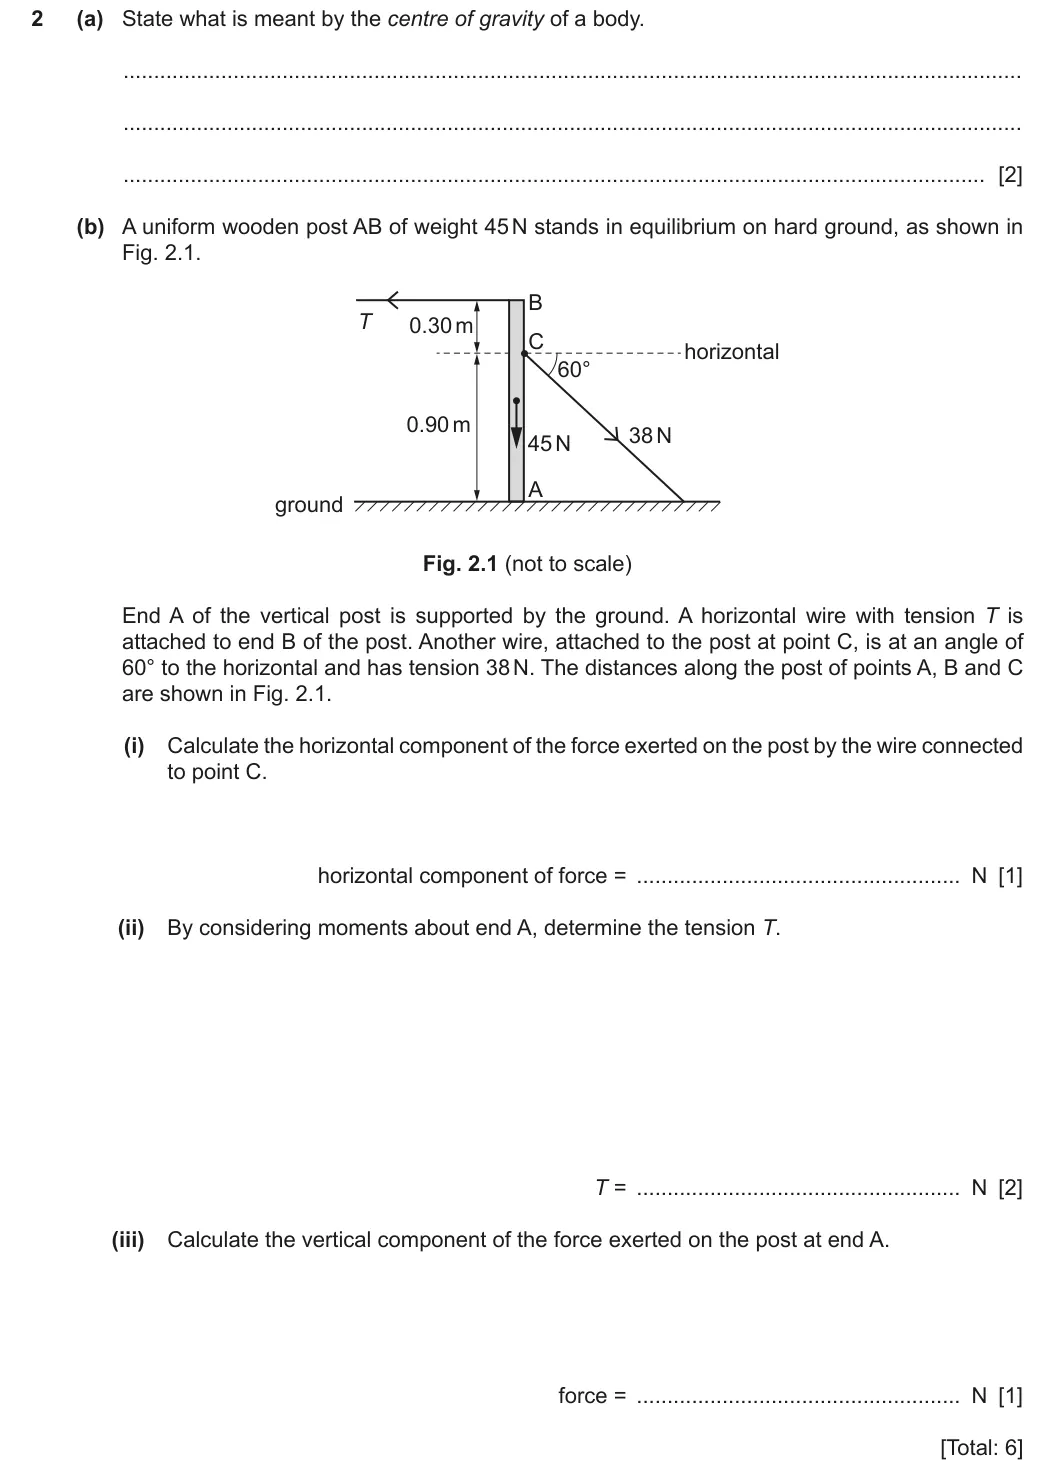 2 (a) State what is meant by the centre of gravity of a body.
..........................................................................................................................................................
..........................................................................................................................................................
.................................................................................................................................................... [2]
(b) A uniform wooden post AB of weight 45 N stands in equilibrium on hard ground, as shown in
Fig. 2.1.
B
T
0.30 m
C
horizontal
60°
0.90 m
45 N
38 N
A
ground
Fig. 2.1 (not to scale)
End A of the vertical post is supported by the ground. A horizontal wire with tension T is
attached to end B of the post. Another wire, attached to the post at point C, is at an angle of
60° to the horizontal and has tension 38 N. The distances along the post of points A, B and C
are shown in Fig. 2.1.
(i) Calculate the horizontal component of the force exerted on the post by the wire connected
to point C.
horizontal component of force = ..................................................... N [1]
(ii) By considering moments about end A, determine the tension T.
T = ..................................................... N [2]
(iii) Calculate the vertical component of the force exerted on the post at end A.
force = ..................................................... N [1]
[Total: 6]